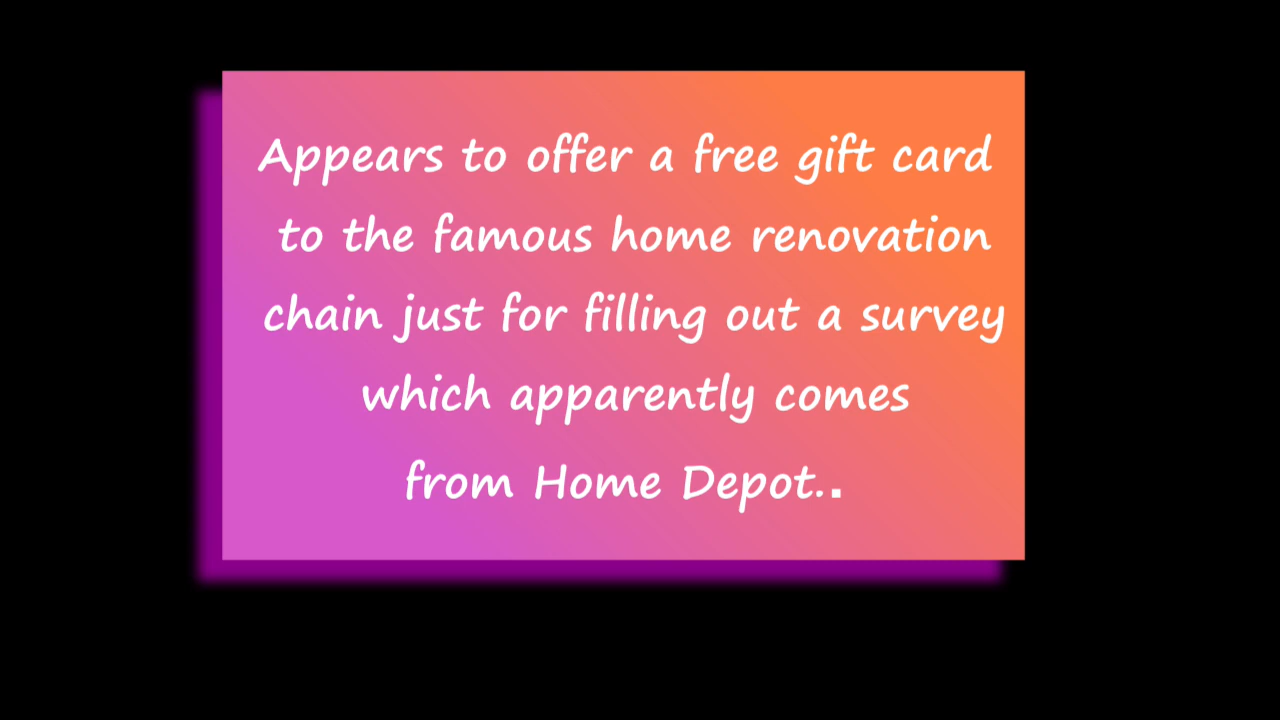 Appears to offer a free gift card
to the famous home renovation
chain just for filling out a survey
which apparently comes
from Home Depot..